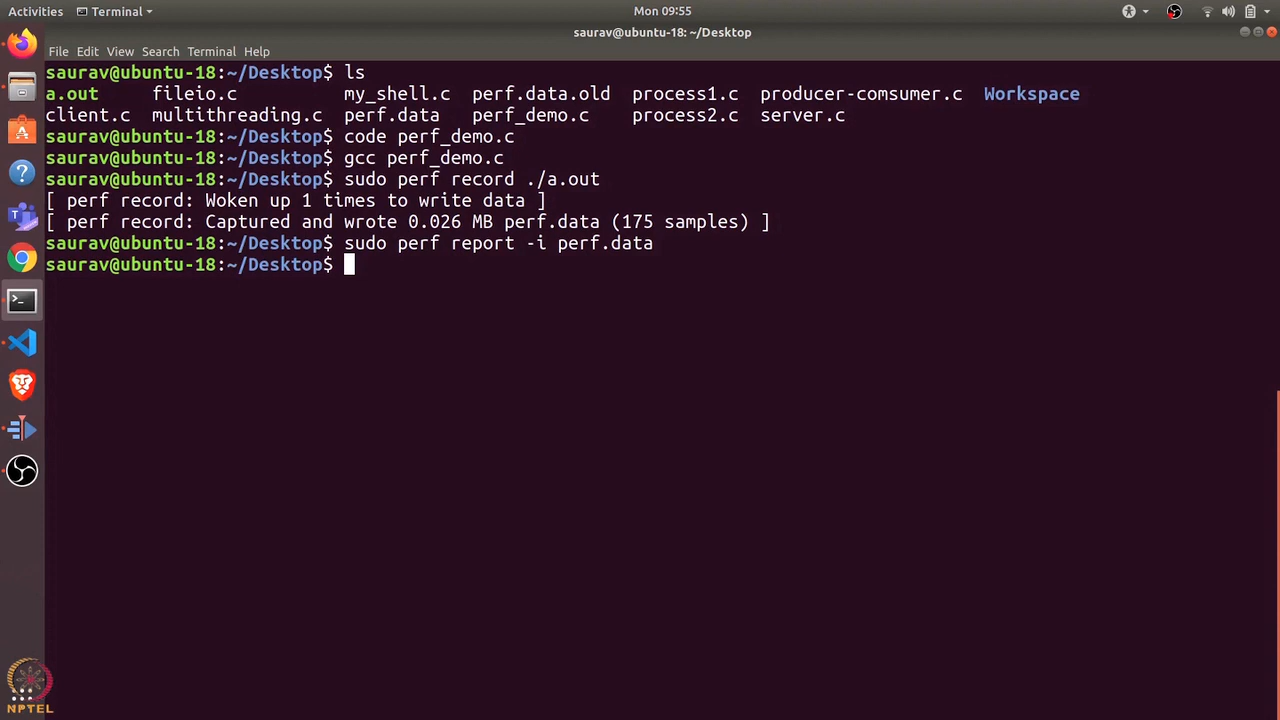 Activities Terminal Mon 09:55
saurav@ubuntu-18: ~/Desktop
File Edit View Search Terminal Help
saurav@ubuntu-18:~/Desktop$ ls
a.out fileio.c my_shell.c perf.data.old process1.c producer-comsumer.c Workspace
client.c multithreading.c perf.data perf_demo.c process2.c server.c
saurav@ubuntu-18:~/Desktop$ code perf_demo.c
saurav@ubuntu-18:~/Desktop$ gcc perf_demo.c
saurav@ubuntu-18:~/Desktop$ sudo perf record ./a.out
[ perf record: Woken up 1 times to write data ]
[ perf record: Captured and wrote 0.026 MB perf.data (175 samples) ]
saurav@ubuntu-18:~/Desktop$ sudo perf report -i perf.data
saurav@ubuntu-18:~/Desktop$
NPTEL